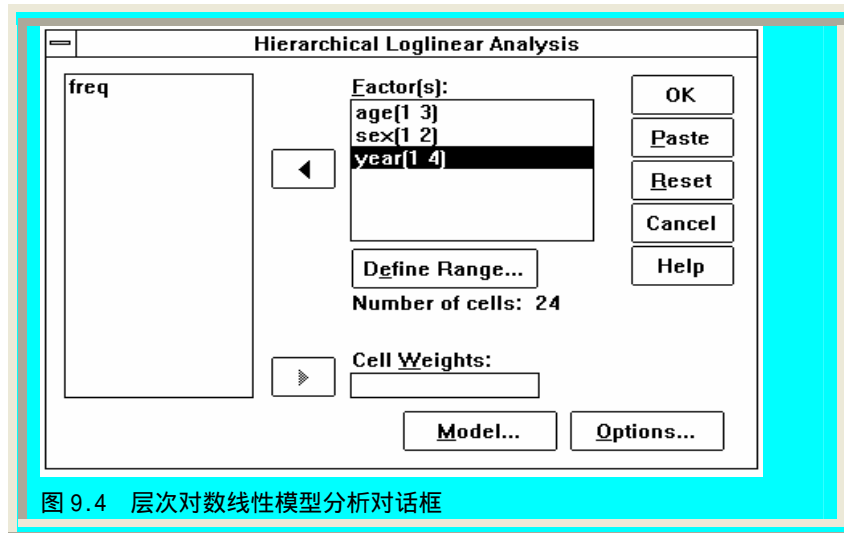 Hierarchical Loglinear Analysis
freq
Factor(s):
age(1 3)
sex(1 2)
year(1 4)
Define Range...
Number of cells: 24
Cell Weights:
Model...
Options...
OK
Paste
Reset
Cancel
Help
图 9.4 层次对数线性模型分析对话框